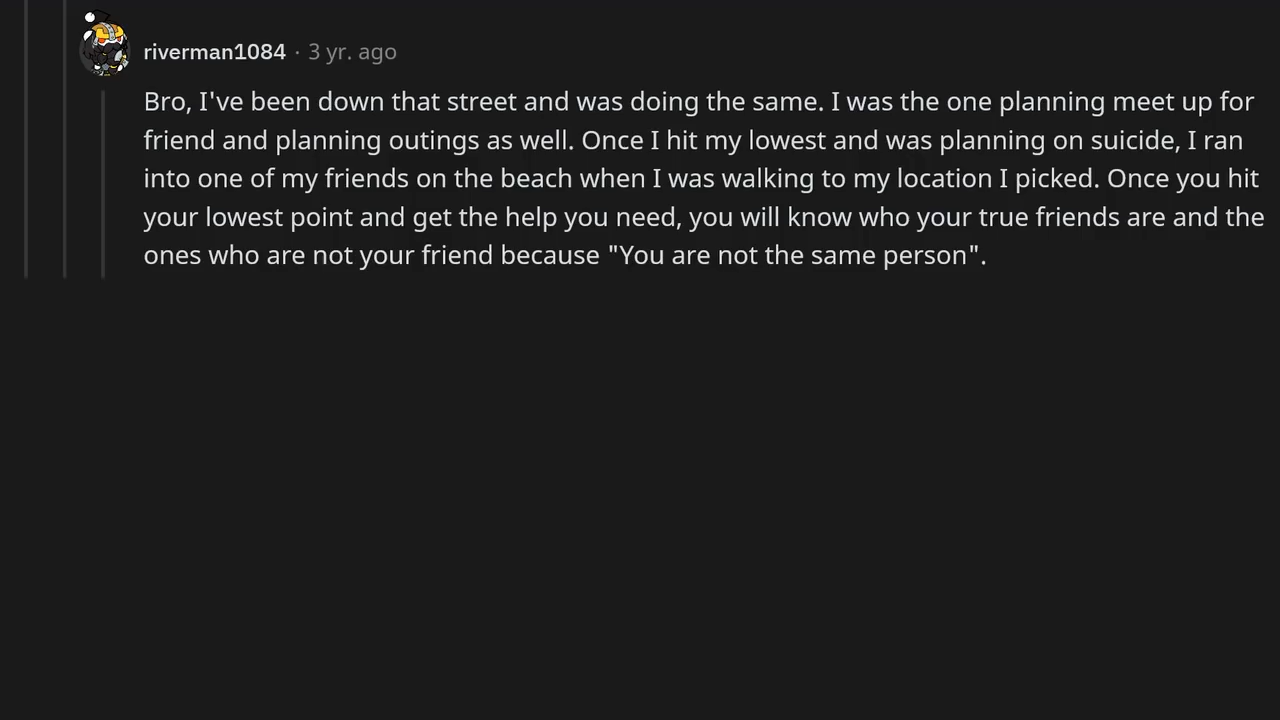 riverman1084 · 3 yr. ago
Bro, I've been down that street and was doing the same. I was the one planning meet up for
friend and planning outings as well. Once I hit my lowest and was planning on suicide, I ran
into one of my friends on the beach when I was walking to my location I picked. Once you hit
your lowest point and get the help you need, you will know who your true friends are and the
ones who are not your friend because "You are not the same person".